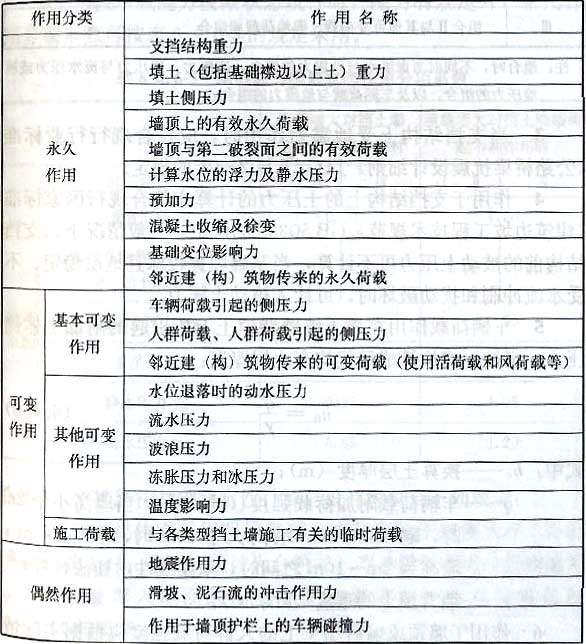 作用分类 作用名称
永久作用
支挡结构重力
填土（包括基础襟边以上土）重力
填土侧压力
墙顶上的有效永久荷载
墙顶与第二破裂面之间的有效荷载
计算水位的浮力及静水压力
预加力
混凝土收缩及徐变
基础变位影响力
邻近建（构）筑物传来的永久荷载
可变作用
基本可变作用
车辆荷载引起的侧压力
人群荷载、人群荷载引起的侧压力
邻近建（构）筑物传来的可变荷载（使用活荷载和风荷载等）
其他可变作用
水位退落时的动水压力
流水压力
波浪压力
冻胀压力和冰压力
温度影响力
施工荷载 与各类型挡土墙施工有关的临时荷载
偶然作用
地震作用力
滑坡、泥石流的冲击作用力
作用于墙顶护栏上的车辆碰撞力